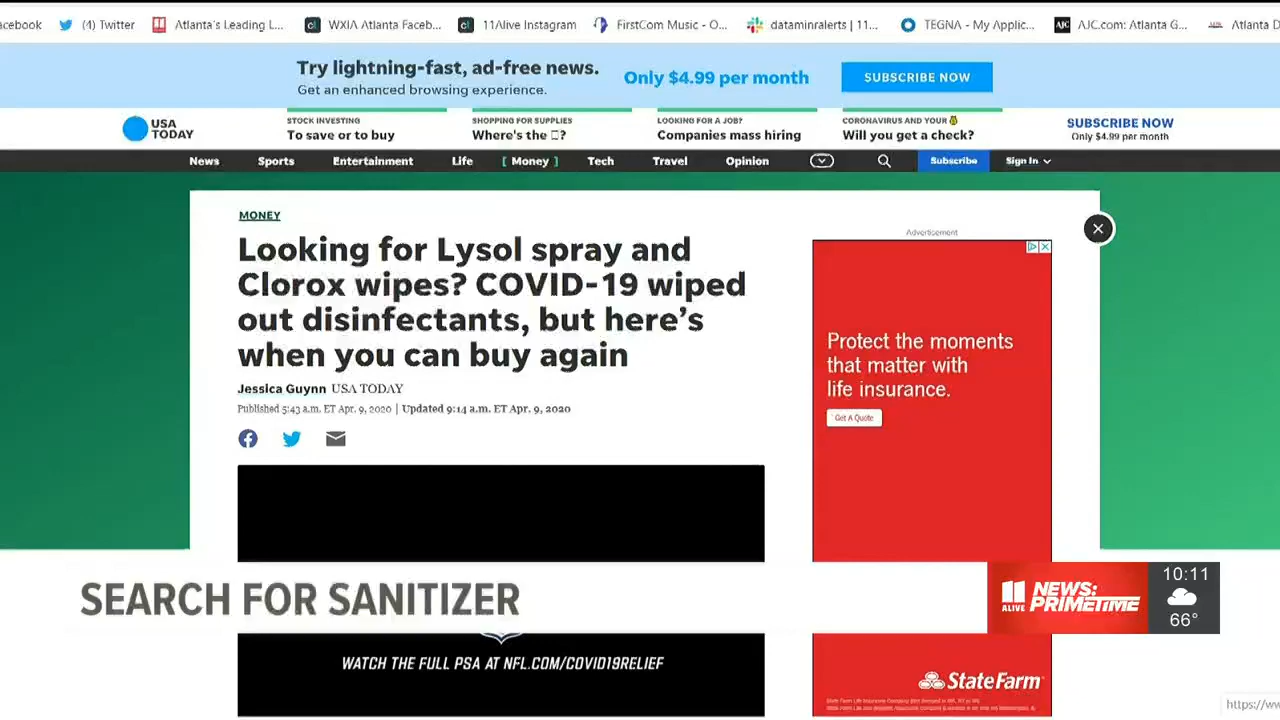 acebook
(4) Twitter
Atlanta's Leading L...
WXIA Atlanta Faceb...
11Alive Instagram
FirstCom Music - O...
dataminralerts | 11...
TEGNA - My Applic...
AJC
AJC.com: Atlanta G...
Atlanta D
Try lightning-fast, ad-free news.
Get an enhanced browsing experience.
Only $4.99 per month
SUBSCRIBE NOW
USA
TODAY
STOCK INVESTING
To save or to buy
SHOPPING FOR SUPPLIES
Where's the □?
LOOKING FOR A JOB?
Companies mass hiring
CORONAVIRUS AND YOUR 💰
Will you get a check?
SUBSCRIBE NOW
Only $4.99 per month
News Sports Entertainment Life [ Money ] Tech Travel Opinion Subscribe Sign In
MONEY
Looking for Lysol spray and
Clorox wipes? COVID-19 wiped
out disinfectants, but here's
when you can buy again
Jessica Guynn USA TODAY
Published 5:43 a.m. ET Apr. 9, 2020 | Updated 9:14 a.m. ET Apr. 9, 2020
Advertisement
Protect the moments
that matter with
life insurance.
Get A Quote
SEARCH FOR SANITIZER
11
ALIVE
NEWS:
PRIMETIME
10:11
66°
WATCH THE FULL PSA AT NFL.COM/COVID19RELIEF
StateFarm
https://ww